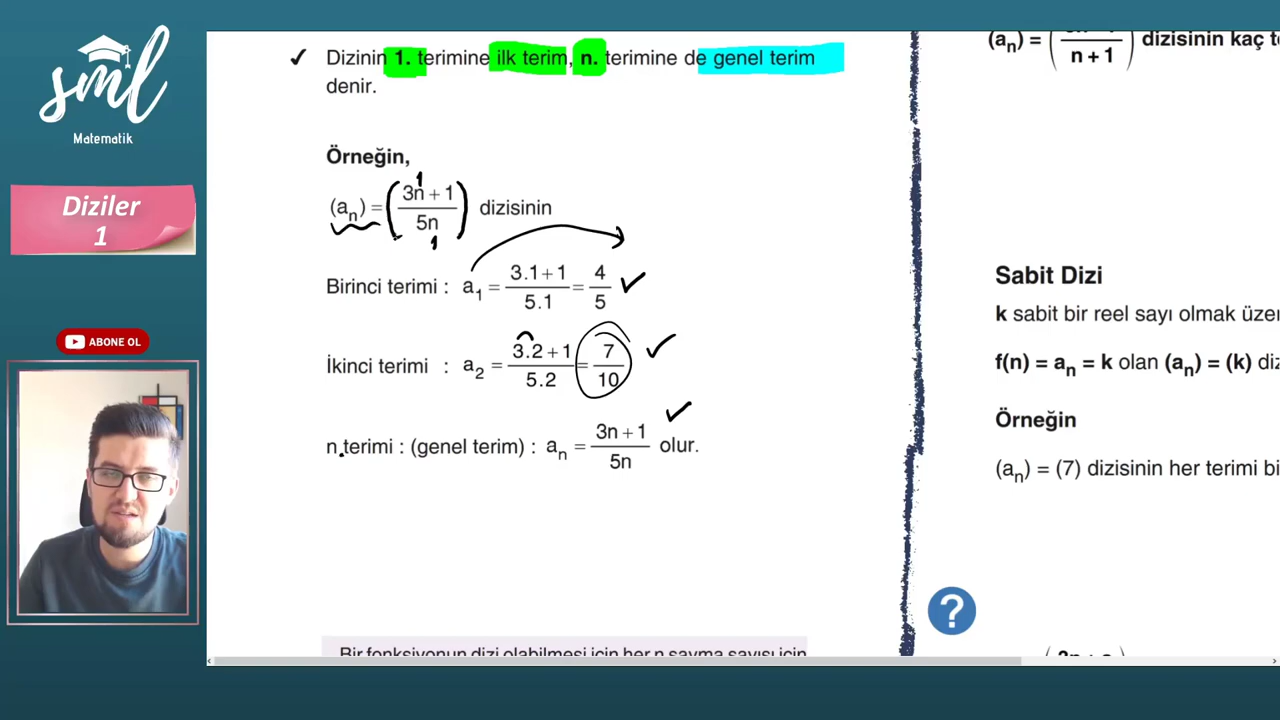 sml
Matematik
Diziler
1
ABONE OL
✓ Dizinin 1. terimine ilk terim, n. terimine de genel terim
denir.
Örneğin,
(aₙ) = ( (3n + 1) / 5n ) dizisinin
1
1
Birinci terimi : a₁ = (3.1 + 1) / 5.1 = 4/5 ✓
İkinci terimi : a₂ = (3.2 + 1) / 5.2 = 7/10 ✓
n.terimi : (genel terim) : aₙ = (3n + 1) / 5n olur. ✓
Bir fonksiyonun dizi olabilmesi için her n sayma sayısı için
(aₙ) = ( / n + 1 ) dizisinin kaç
Sabit Dizi
k sabit bir reel sayı olmak üzer
f(n) = aₙ = k olan (aₙ) = (k) diz
Örneğin
(aₙ) = (7) dizisinin her terimi bi
?